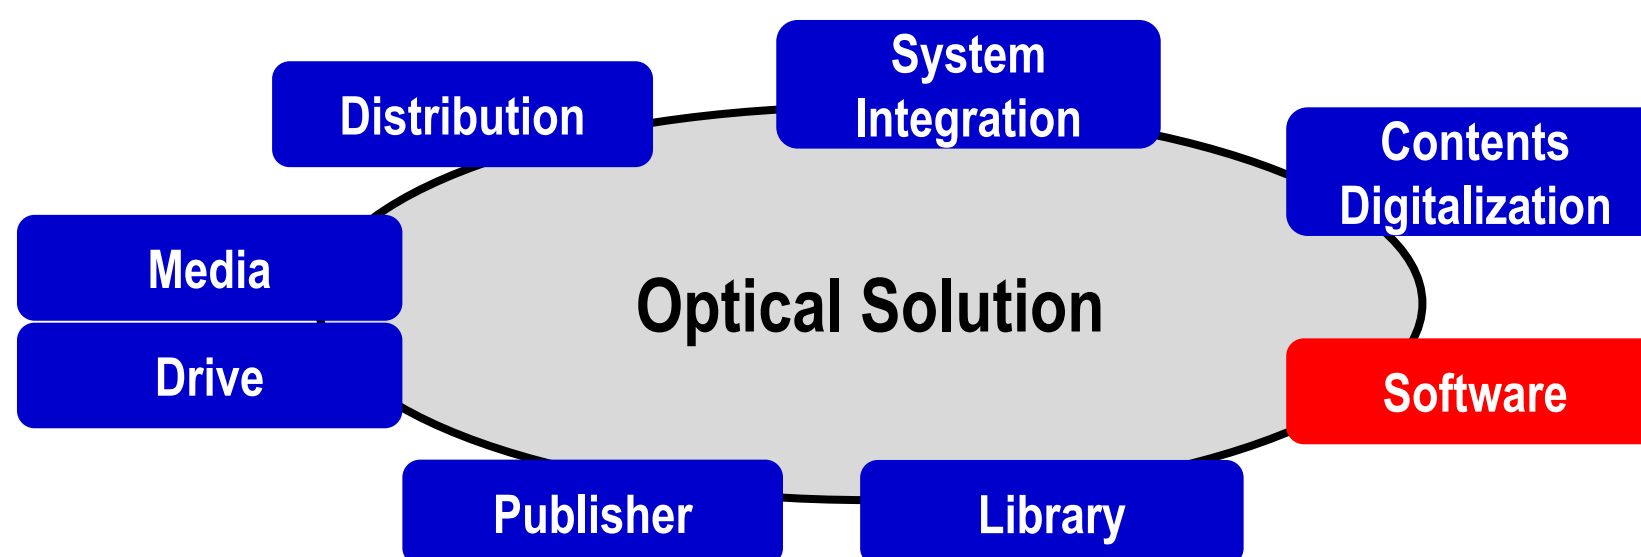 System
Integration
Distribution
Contents
Digitalization
Media
Optical Solution
Drive
Software
Publisher
Library